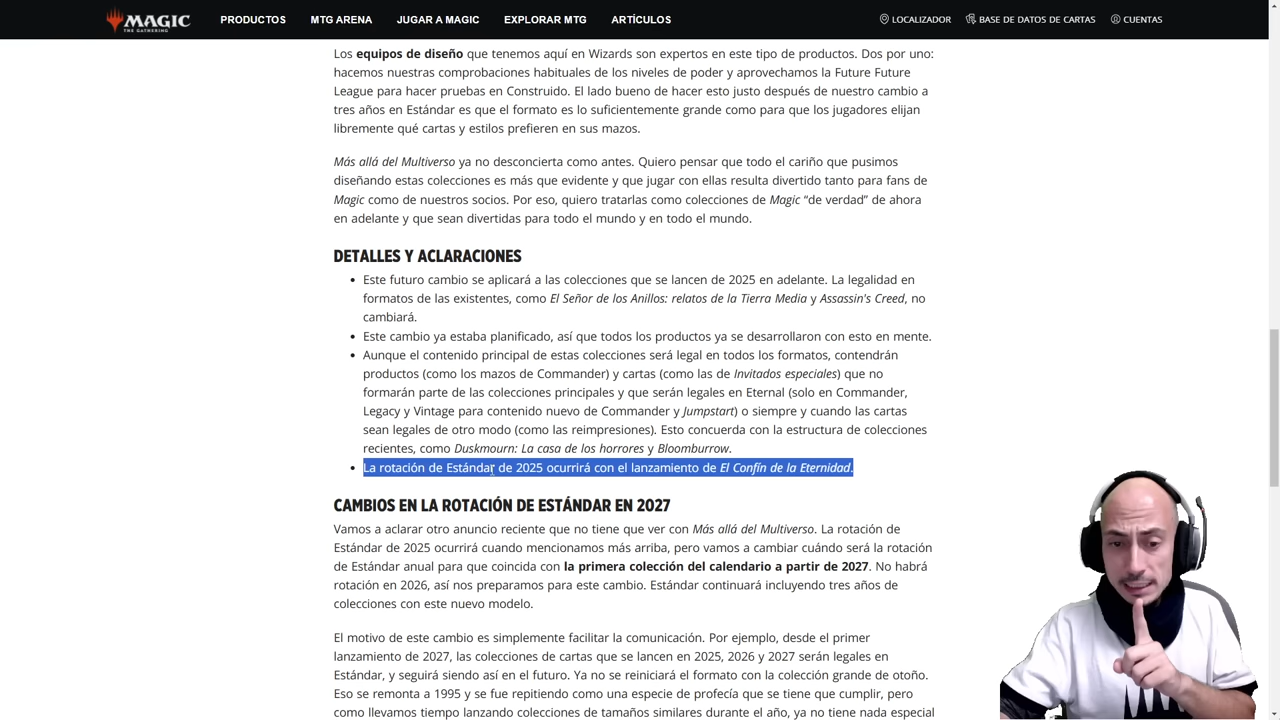 MAGIC
THE GATHERING
PRODUCTOS
MTG ARENA
JUGAR A MAGIC
EXPLORAR MTG
ARTÍCULOS
LOCALIZADOR
BASE DE DATOS DE CARTAS
CUENTAS
Los equipos de diseño que tenemos aquí en Wizards son expertos en este tipo de productos. Dos por uno:
hacemos nuestras comprobaciones habituales de los niveles de poder y aprovechamos la Future Future
League para hacer pruebas en Construido. El lado bueno de hacer esto justo después de nuestro cambio a
tres años en Estándar es que el formato es lo suficientemente grande como para que los jugadores elijan
libremente qué cartas y estilos prefieren en sus mazos.
Más allá del Multiverso ya no desconcierta como antes. Quiero pensar que todo el cariño que pusimos
diseñando estas colecciones es más que evidente y que jugar con ellas resulta divertido tanto para fans de
Magic como de nuestros socios. Por eso, quiero tratarlas como colecciones de Magic “de verdad” de ahora
en adelante y que sean divertidas para todo el mundo y en todo el mundo.
DETALLES Y ACLARACIONES
• Este futuro cambio se aplicará a las colecciones que se lancen de 2025 en adelante. La legalidad en
formatos de las existentes, como El Señor de los Anillos: relatos de la Tierra Media y Assassin's Creed, no
cambiará.
• Este cambio ya estaba planificado, así que todos los productos ya se desarrollaron con esto en mente.
• Aunque el contenido principal de estas colecciones será legal en todos los formatos, contendrán
productos (como los mazos de Commander) y cartas (como las de Invitados especiales) que no
formarán parte de las colecciones principales y que serán legales en Eternal (solo en Commander,
Legacy y Vintage para contenido nuevo de Commander y Jumpstart) o siempre y cuando las cartas
sean legales de otro modo (como las reimpresiones). Esto concuerda con la estructura de colecciones
recientes, como Duskmourn: La casa de los horrores y Bloomburrow.
• La rotación de Estándar de 2025 ocurrirá con el lanzamiento de El Confín de la Eternidad.
CAMBIOS EN LA ROTACIÓN DE ESTÁNDAR EN 2027
Vamos a aclarar otro anuncio reciente que no tiene que ver con Más allá del Multiverso. La rotación de
Estándar de 2025 ocurrirá cuando mencionamos más arriba, pero vamos a cambiar cuándo será la rotación
de Estándar anual para que coincida con la primera colección del calendario a partir de 2027. No habrá
rotación en 2026, así nos preparamos para este cambio. Estándar continuará incluyendo tres años de
colecciones con este nuevo modelo.
El motivo de este cambio es simplemente facilitar la comunicación. Por ejemplo, desde el primer
lanzamiento de 2027, las colecciones de cartas que se lancen en 2025, 2026 y 2027 serán legales en
Estándar, y seguirá siendo así en el futuro. Ya no se reiniciará el formato con la colección grande de otoño.
Eso se remonta a 1995 y se fue repitiendo como una especie de profecía que se tiene que cumplir, pero
como llevamos tiempo lanzando colecciones de tamaños similares durante el año, ya no tiene nada especial